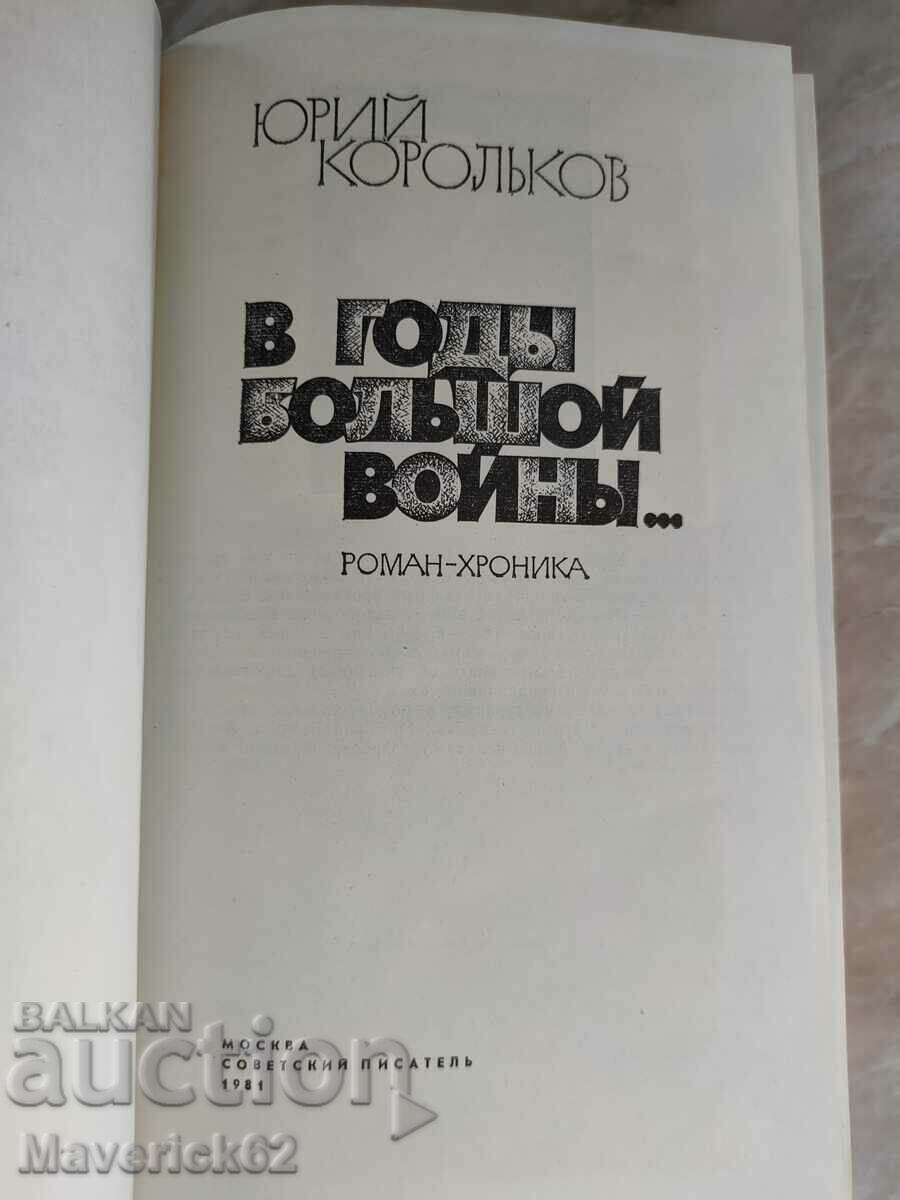 ЮРИЙ
КОРОЛЬКОВ
В ГОДЫ
БОЛЬШОЙ
ВОЙНЫ...
РОМАН-ХРОНИКА
МОСКВА
СОВЕТСКИЙ ПИСАТЕЛЬ
1981
BALKAN
auction
Maverick62